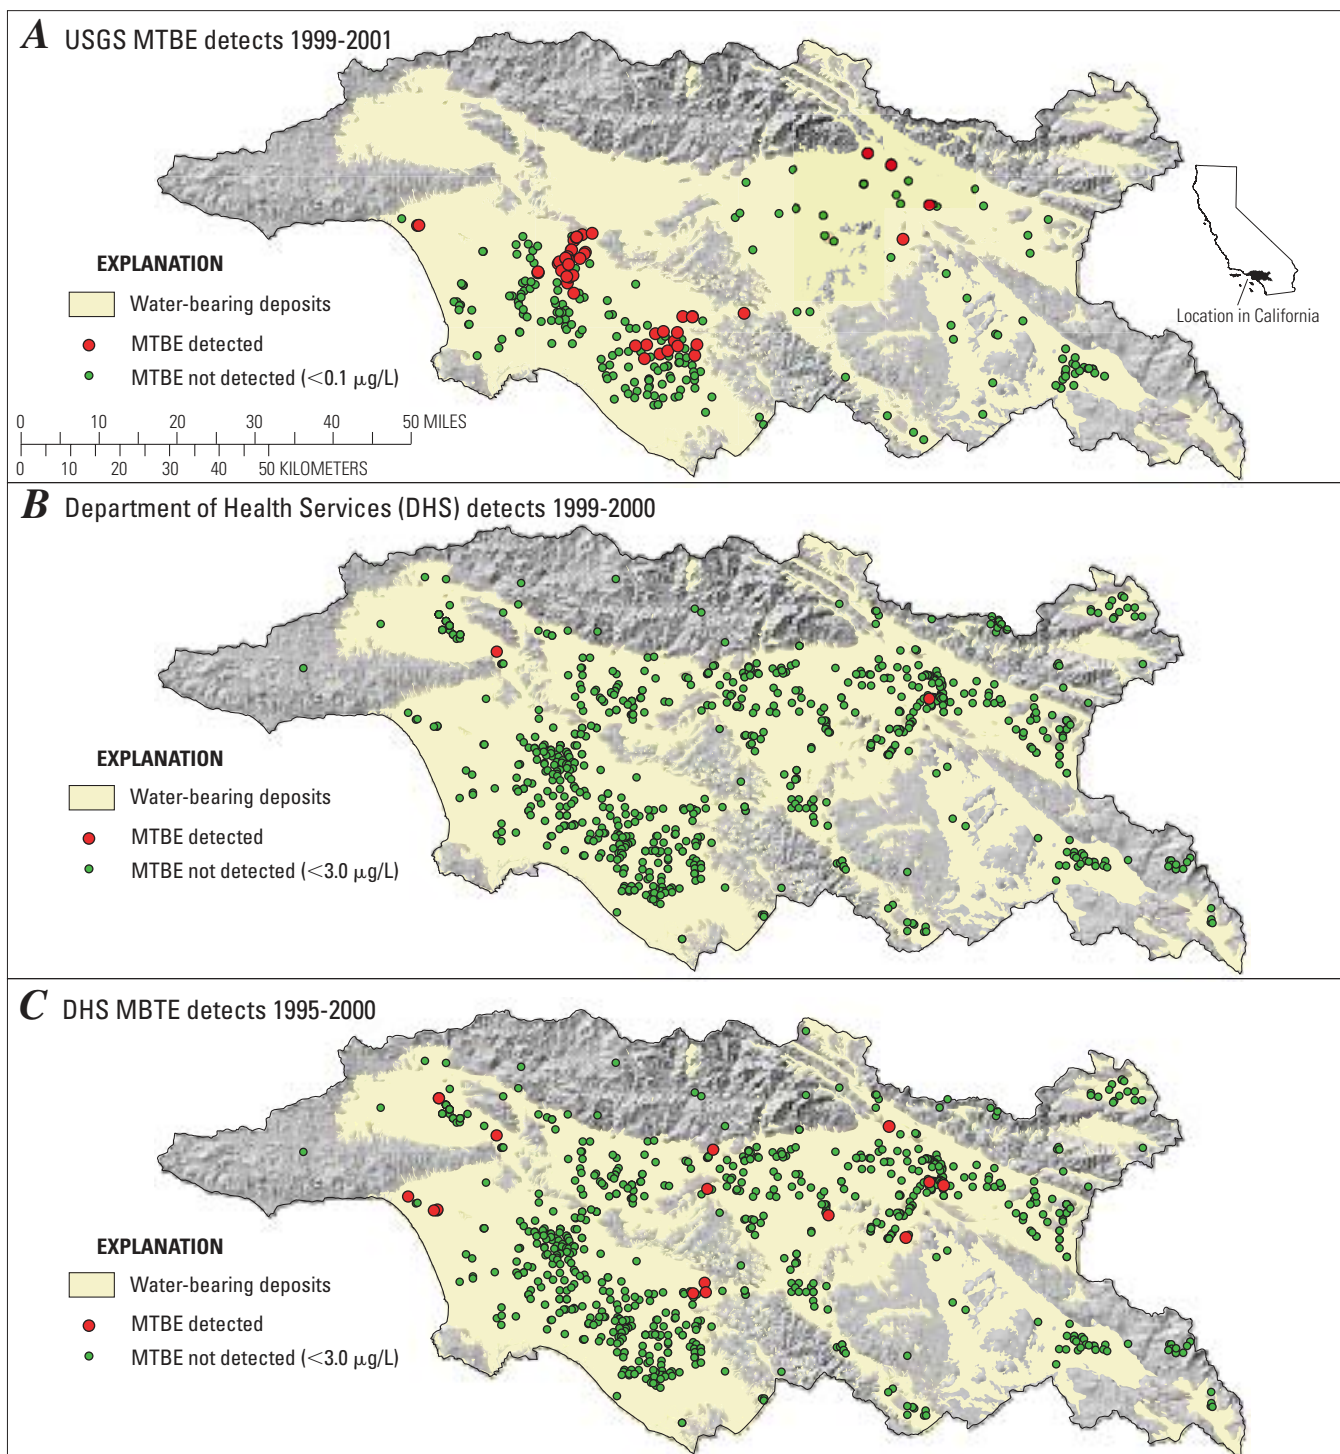 A USGS MTBE detects 1999-2001
EXPLANATION
Water-bearing deposits
MTBE detected
MTBE not detected (<0.1 µg/L)
0 10 20 30 40 50 MILES
0 10 20 30 40 50 KILOMETERS
Location in California
B Department of Health Services (DHS) detects 1999-2000
EXPLANATION
Water-bearing deposits
MTBE detected
MTBE not detected (<3.0 µg/L)
C DHS MBTE detects 1995-2000
EXPLANATION
Water-bearing deposits
MTBE detected
MTBE not detected (<3.0 µg/L)